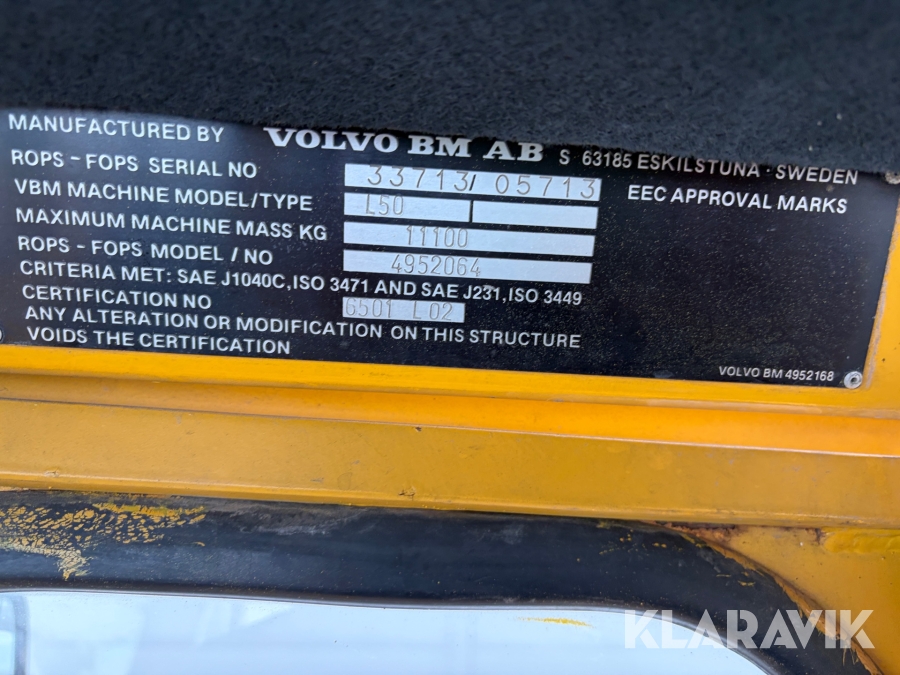 MANUFACTURED BY VOLVO BM AB S 63185 ESKILSTUNA · SWEDEN
ROPS - FOPS SERIAL NO 33713/05713 EEC APPROVAL MARKS
VBM MACHINE MODEL/TYPE L50
MAXIMUM MACHINE MASS KG 11100
ROPS - FOPS MODEL / NO 4952064
CRITERIA MET: SAE J1040C, ISO 3471 AND SAE J231, ISO 3449
CERTIFICATION NO 6501 L02
ANY ALTERATION OR MODIFICATION ON THIS STRUCTURE
VOIDS THE CERTIFICATION
VOLVO BM 4952168
KLARAVIK